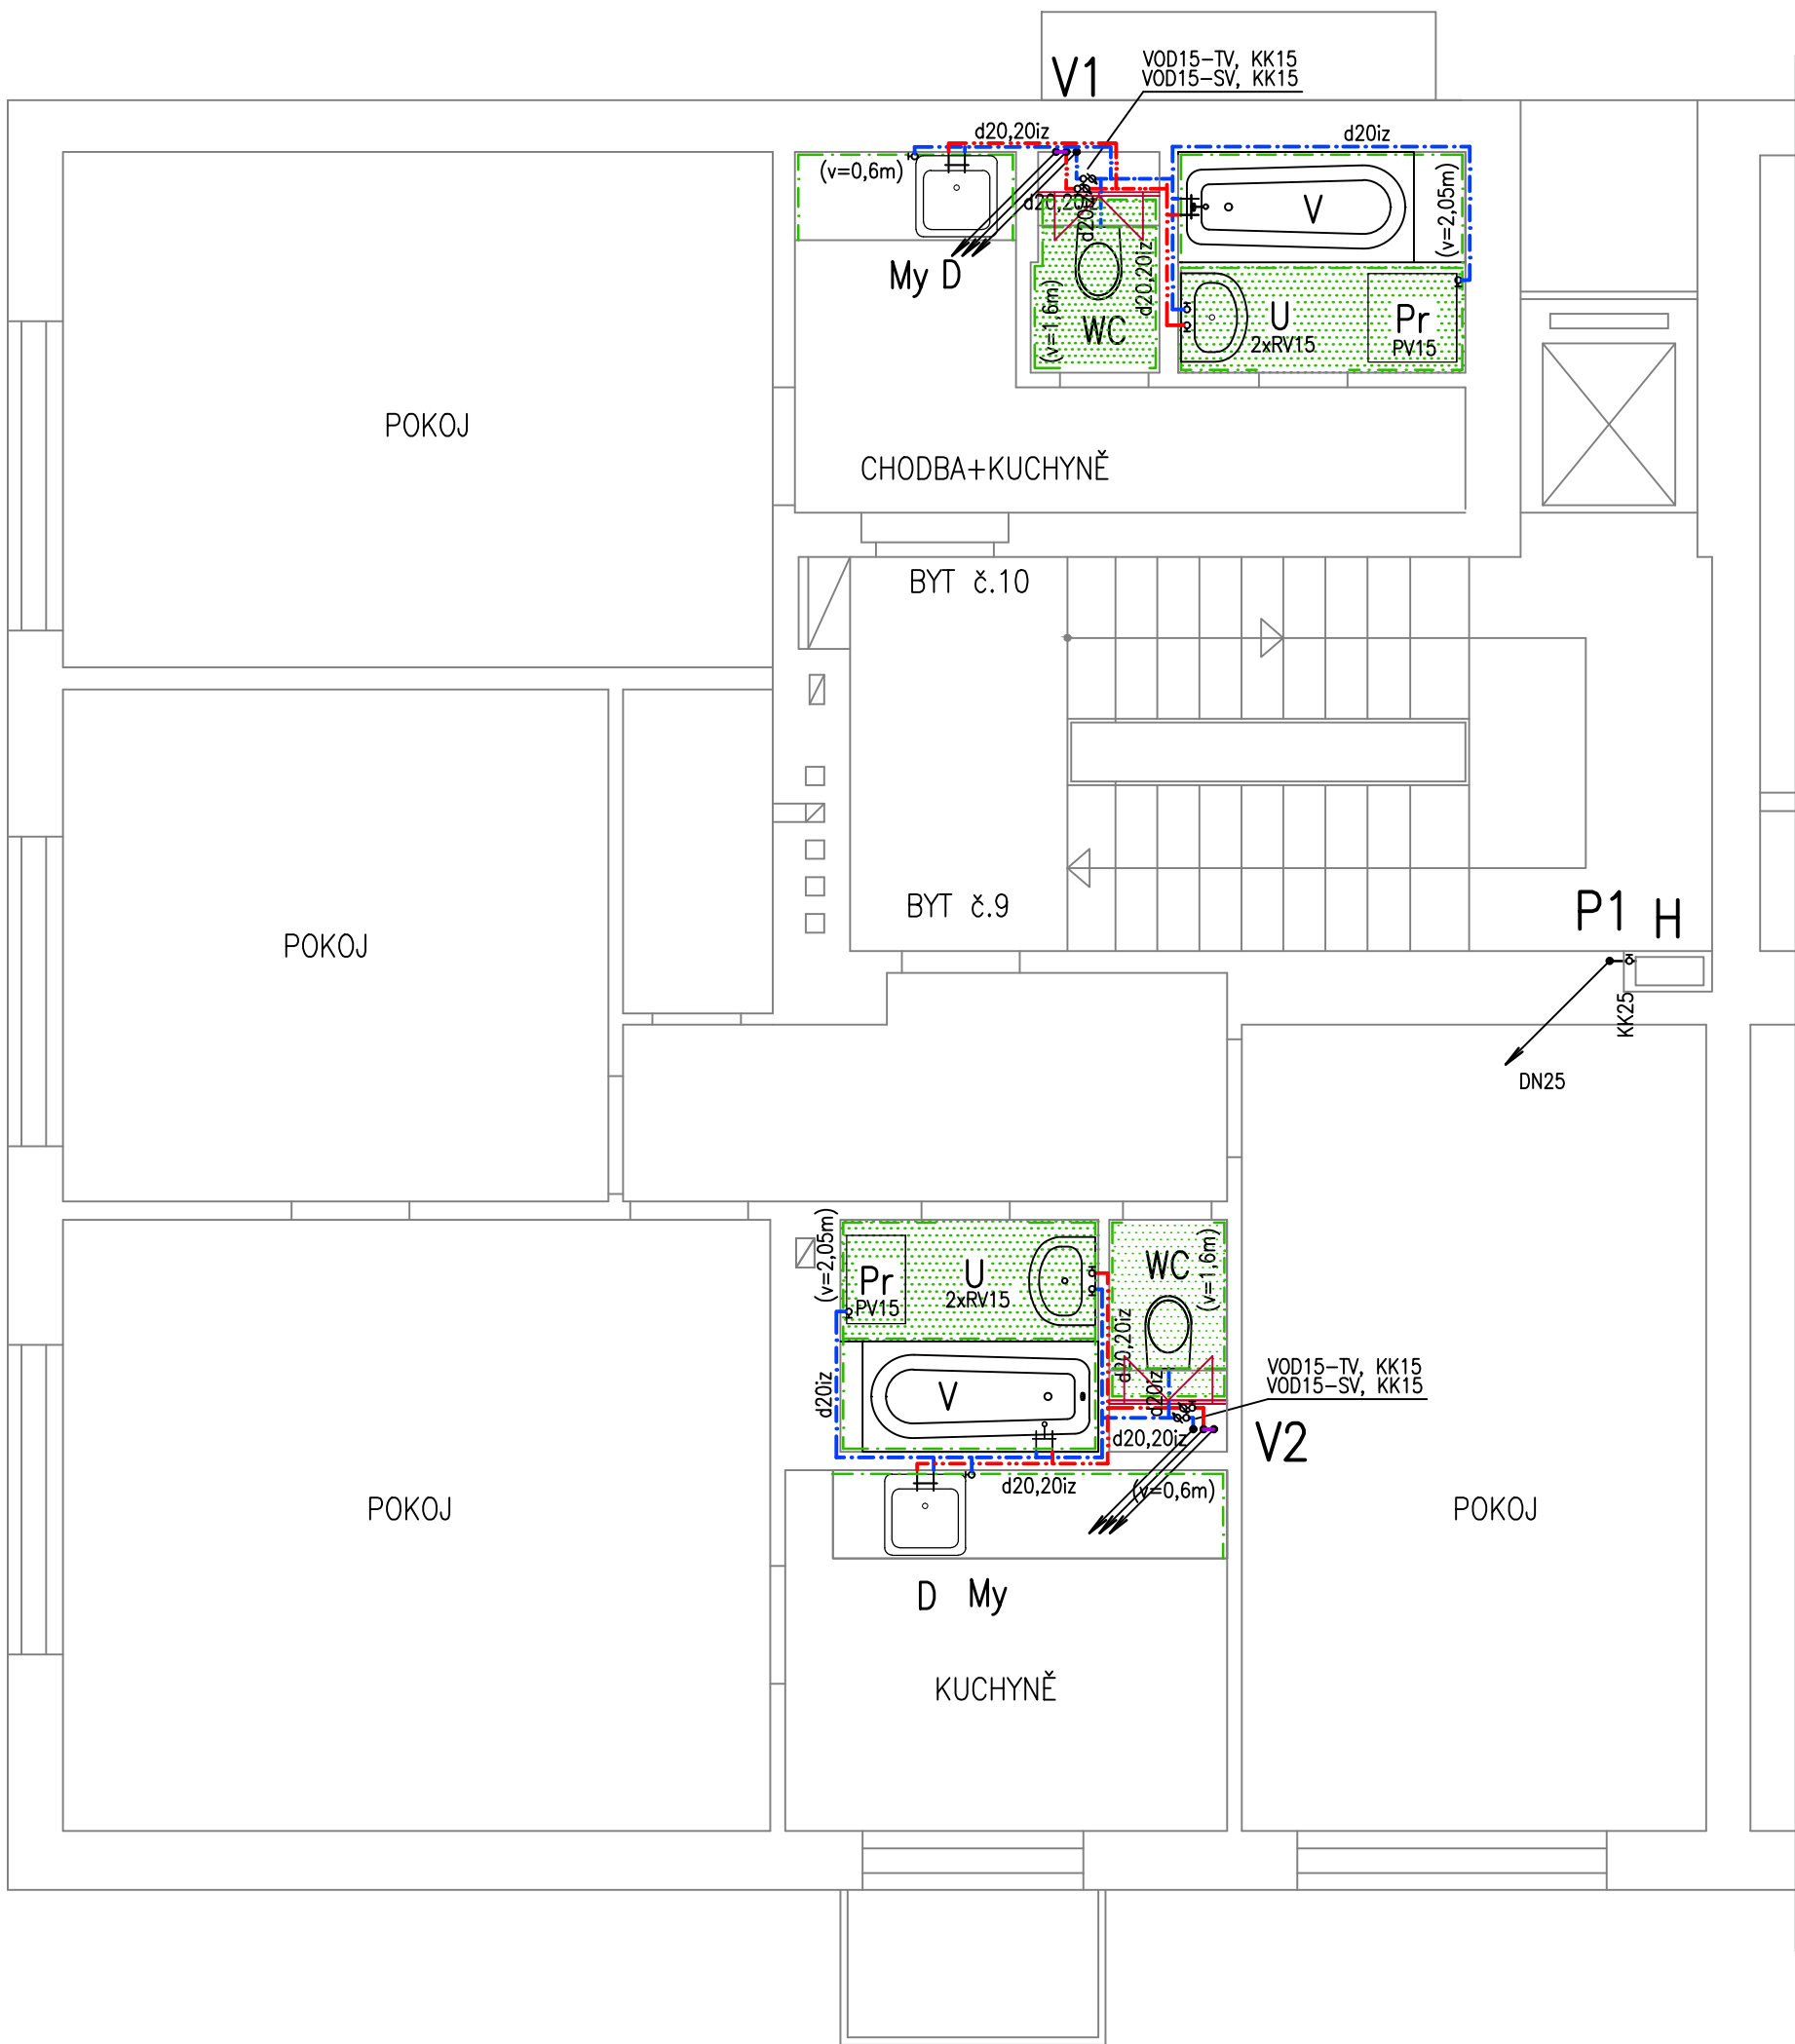 V1
VOD15-TV, KK15
VOD15-SV, KK15
d20,20iz
d20iz
(v=0,6m)
(v=2,05m)
V
My D
d20,20iz
(v=1,6m)
WC
U
2xRV15
Pr
PV15
POKOJ
CHODBA+KUCHYNĚ
BYT č.10
BYT č.9
P1 H
POKOJ
KK25
DN25
(v=2,05m)
Pr
PV15
U
2xRV15
WC
(v=1,6m)
d20,20iz
d20iz
V
d20iz
VOD15-TV, KK15
VOD15-SV, KK15
d20,20iz
V2
d20,20iz
(v=0,6m)
POKOJ
POKOJ
D My
KUCHYNĚ